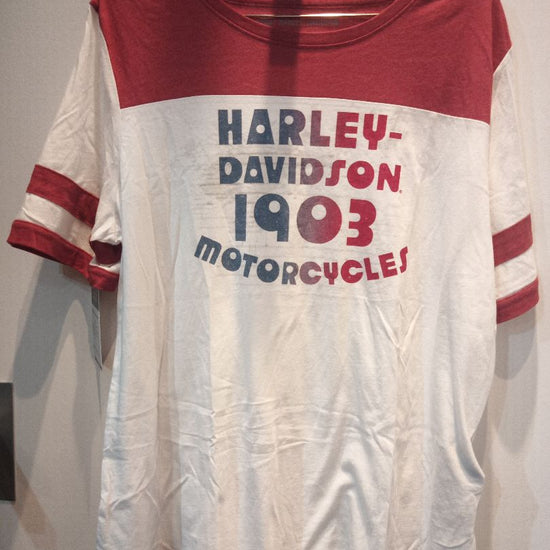 HARLEY-
DAVIDSON
1903
MOTORCYCLES